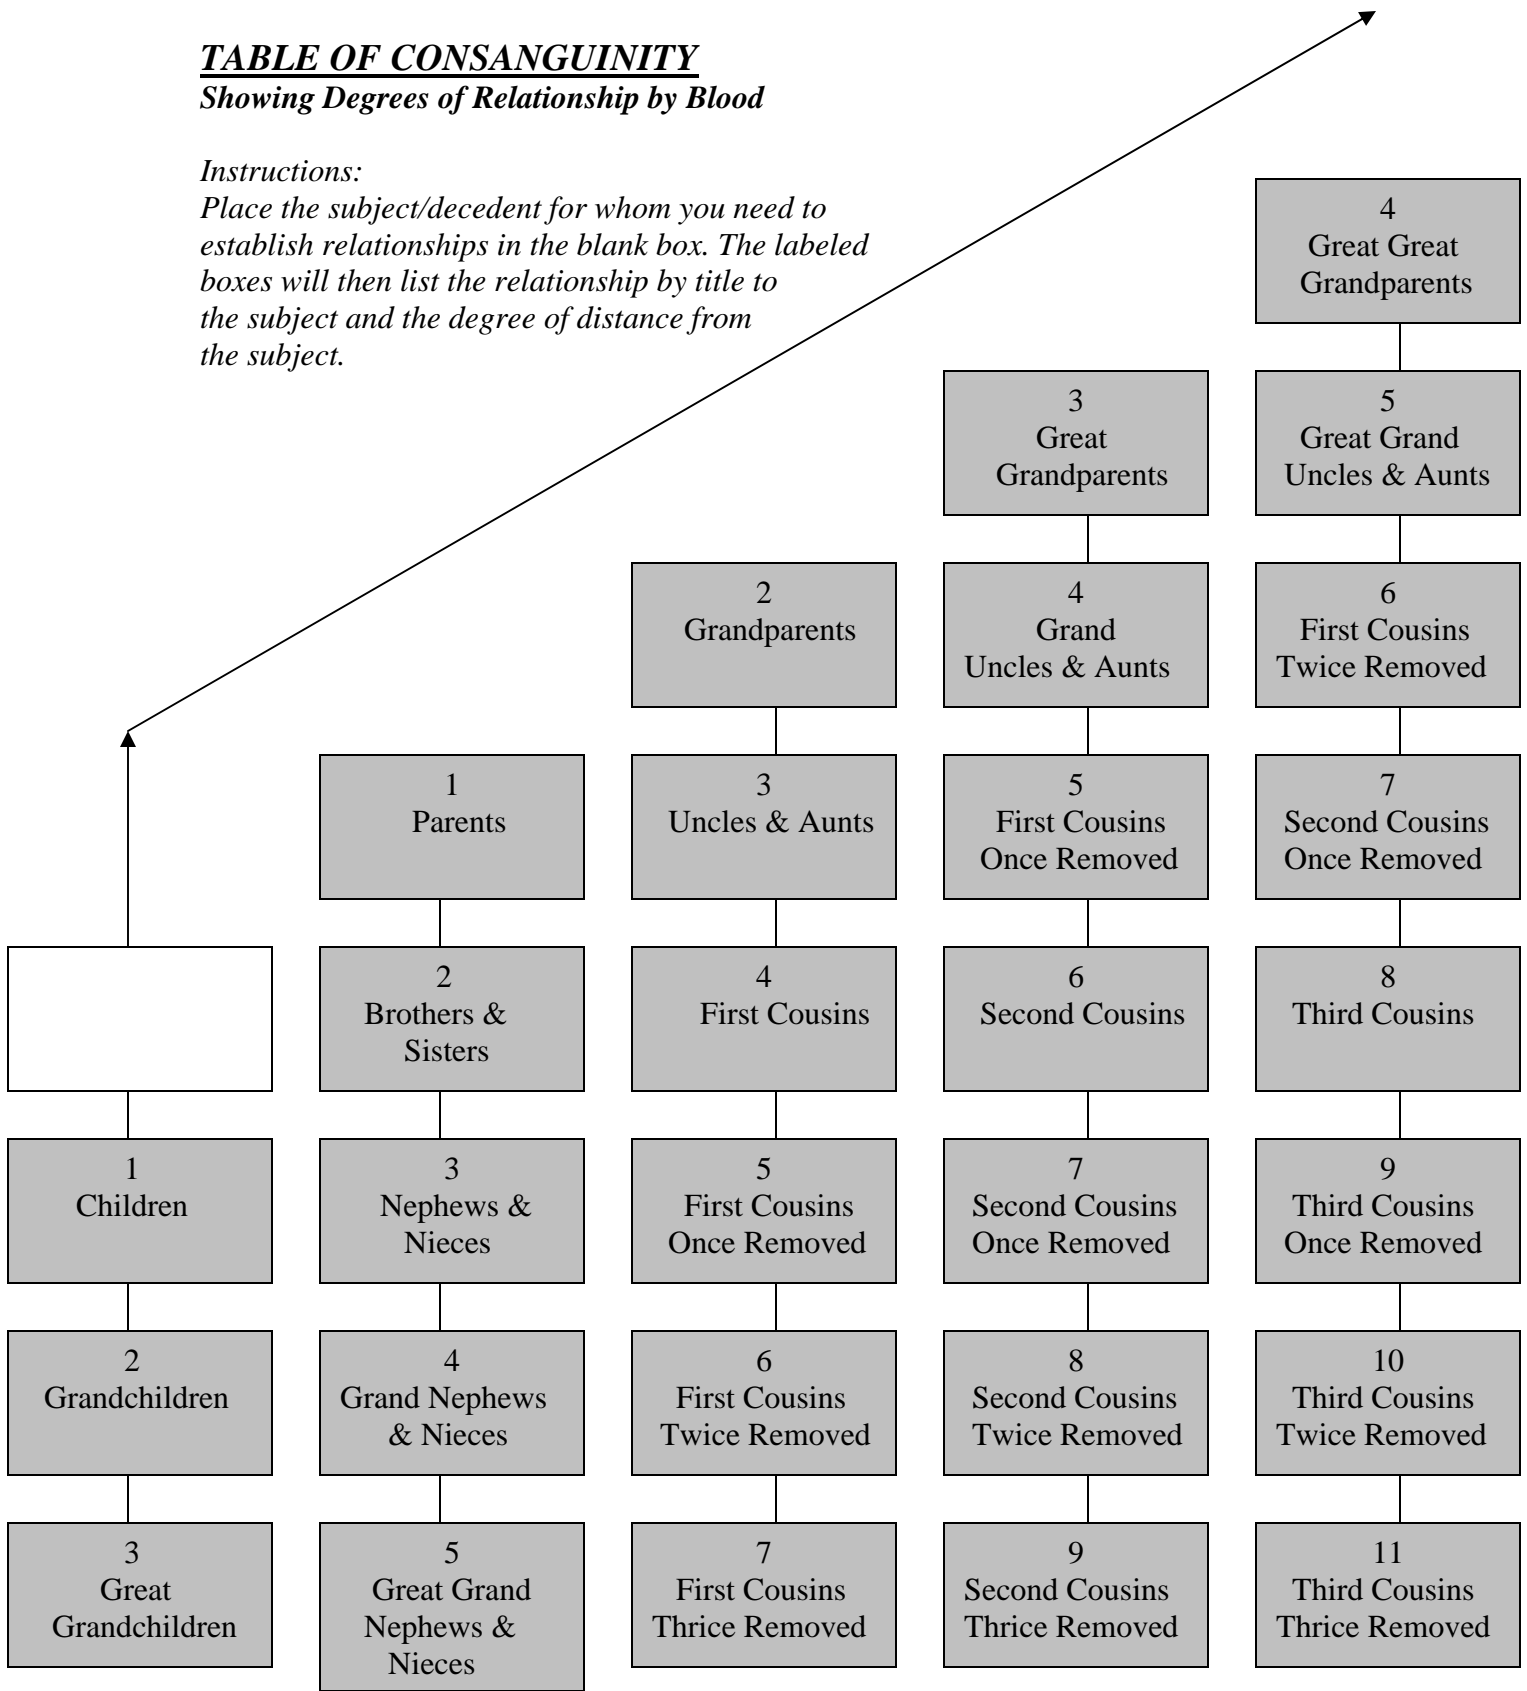 TABLE OF CONSANGUINITY
Showing Degrees of Relationship by Blood
Instructions:
Place the subject/decedent for whom you need to
establish relationships in the blank box. The labeled
boxes will then list the relationship by title to
the subject and the degree of distance from
the subject.
4
Great Great
Grandparents
3
Great
Grandparents
5
Great Grand
Uncles & Aunts
2
Grandparents
4
Grand
Uncles & Aunts
6
First Cousins
Twice Removed
1
Parents
3
Uncles & Aunts
5
First Cousins
Once Removed
7
Second Cousins
Once Removed
2
Brothers &
Sisters
4
First Cousins
6
Second Cousins
8
Third Cousins
1
Children
3
Nephews &
Nieces
5
First Cousins
Once Removed
7
Second Cousins
Once Removed
9
Third Cousins
Once Removed
2
Grandchildren
4
Grand Nephews
& Nieces
6
First Cousins
Twice Removed
8
Second Cousins
Twice Removed
10
Third Cousins
Twice Removed
3
Great
Grandchildren
5
Great Grand
Nephews &
Nieces
7
First Cousins
Thrice Removed
9
Second Cousins
Thrice Removed
11
Third Cousins
Thrice Removed